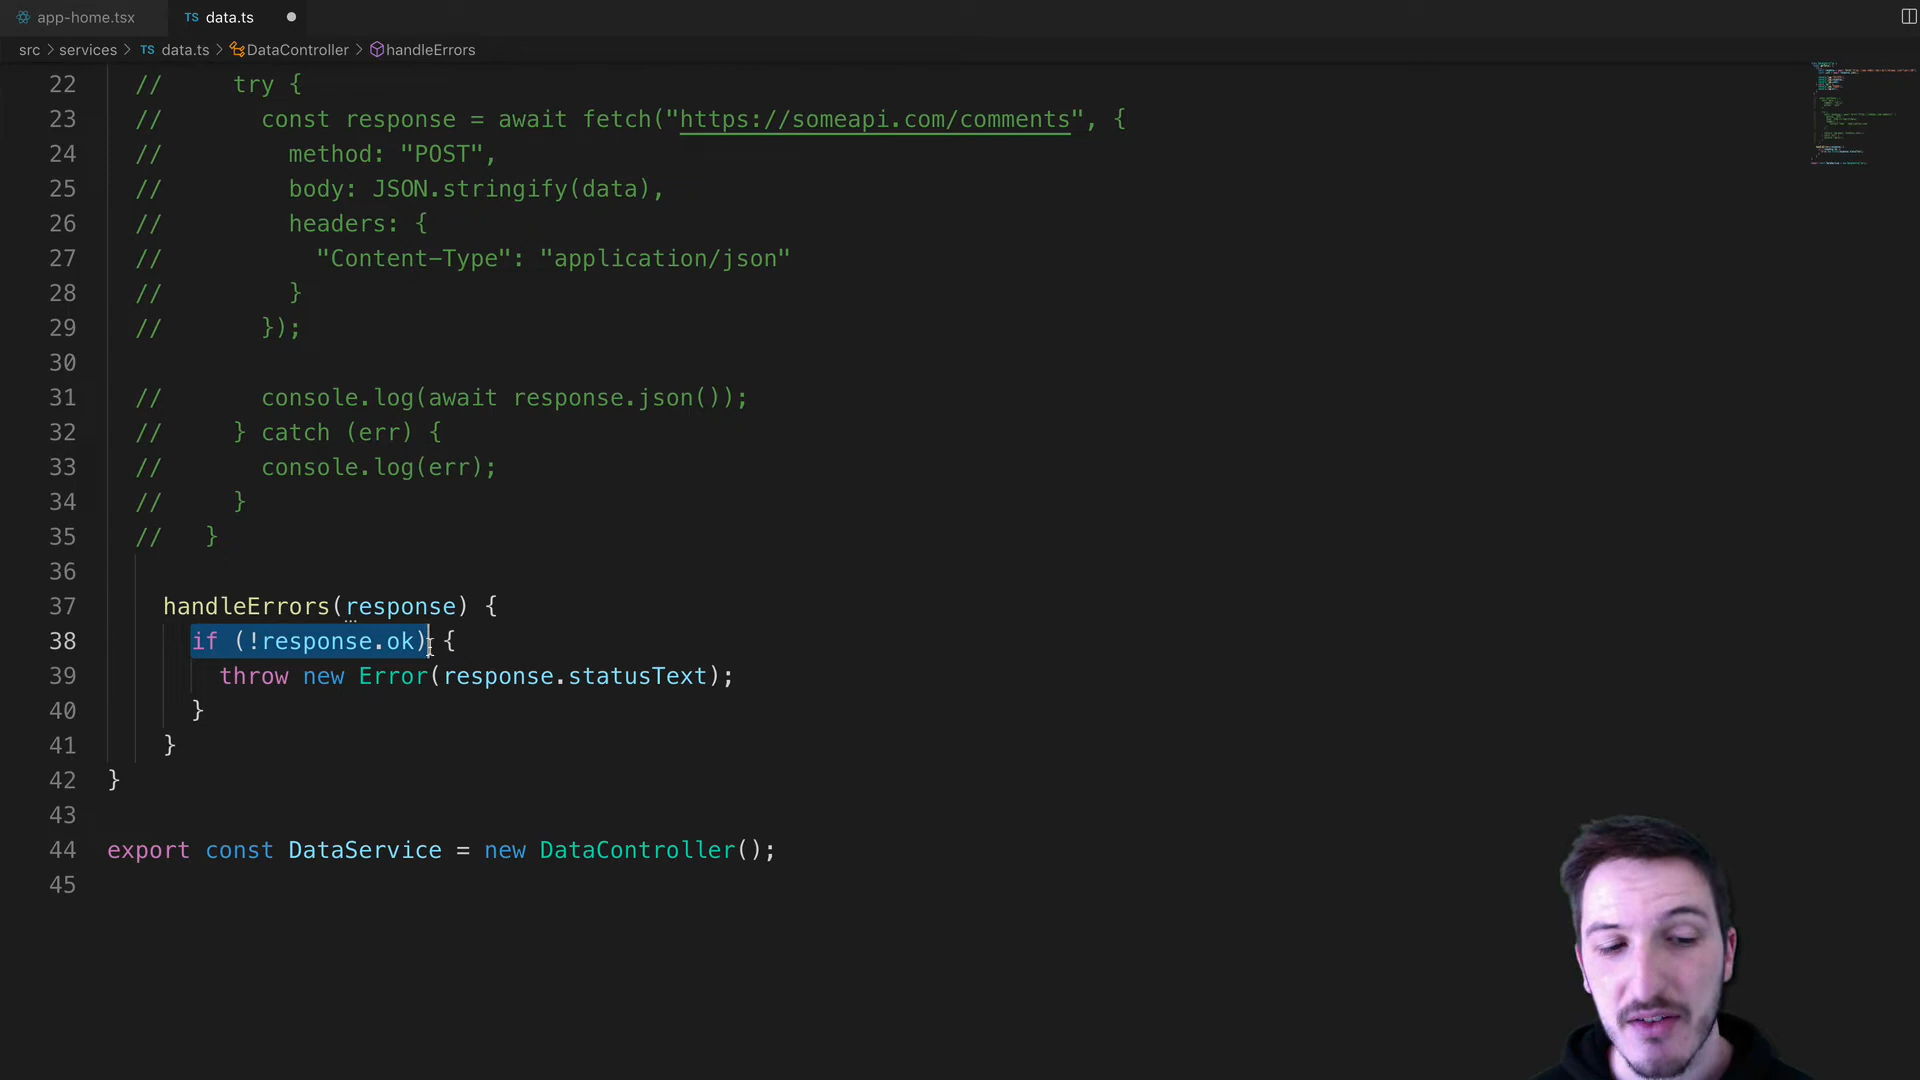 app-home.tsx
TS data.ts
src > services > TS data.ts > DataController > handleErrors
22 // try {
23 // const response = await fetch("https://someapi.com/comments", {
24 // method: "POST",
25 // body: JSON.stringify(data),
26 // headers: {
27 // "Content-Type": "application/json"
28 // }
29 // });
30
31 // console.log(await response.json());
32 // } catch (err) {
33 // console.log(err);
34 // }
35 // }
36
37 handleErrors(response) {
38 if (!response.ok) {
39 throw new Error(response.statusText);
40 }
41 }
42 }
43
44 export const DataService = new DataController();
45